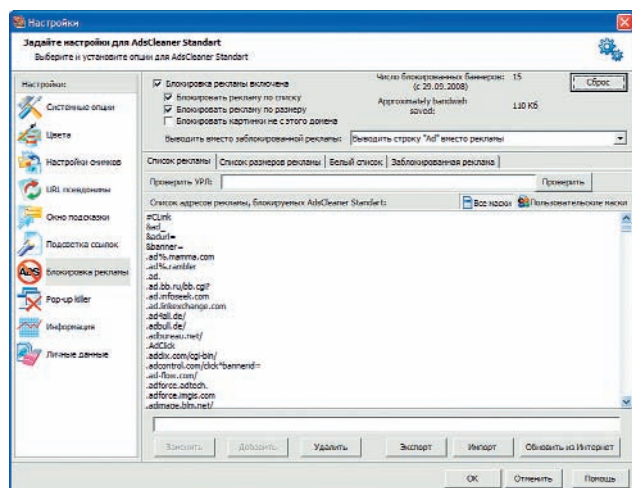 Настройки
Задайте настройки для AdsCleaner Standart
Выберите и установите опции для AdsCleaner Standart
Настройки:
Системные опции
Цвета
Настройки значков
URL псевдонимы
Окно подсказки
Подсветка ссылок
Блокировка рекламы
Pop-up killer
Информация
Личные данные
Блокировка рекламы включена
Блокировать рекламу по списку
Блокировать рекламу по размеру
Блокировать картинки не с этого домена
Число блокированных баннеров: 15
(с 29.09.2008)
Approximately bandwish saved: 110 Кб
Сброс
Выводить вместо заблокированной рекламы: Выводить строку "Ad" вместо рекламы
Список рекламы Список размеров рекламы Белый список Заблокированная реклама
Проверить УРЛ: Проверить
Список адресов рекламы, блокируемых AdsCleaner Standart: Все маски Пользовательские маски
#CLink
&ad_
&adurl=
&banner=
.ad%.mamma.com
.ad%.rambler
.ad.
.ad.bb.ru/bb.cgi?
.ad.infoseek.com
.ad.linkexchange.com
.ad4all.de/
.adbull.de/
.adbureau.net/
.AdClick
.addix.com/cgi-bin/
.adcontrol.com/click*bannerid=
.ad-flow.com/
.adforce.adtech.
.adforce.imgis.com
.admage.blm.net/
Заменить Добавить Удалить Экспорт Импорт Обновить из Интернет
OK Отменить Помощь